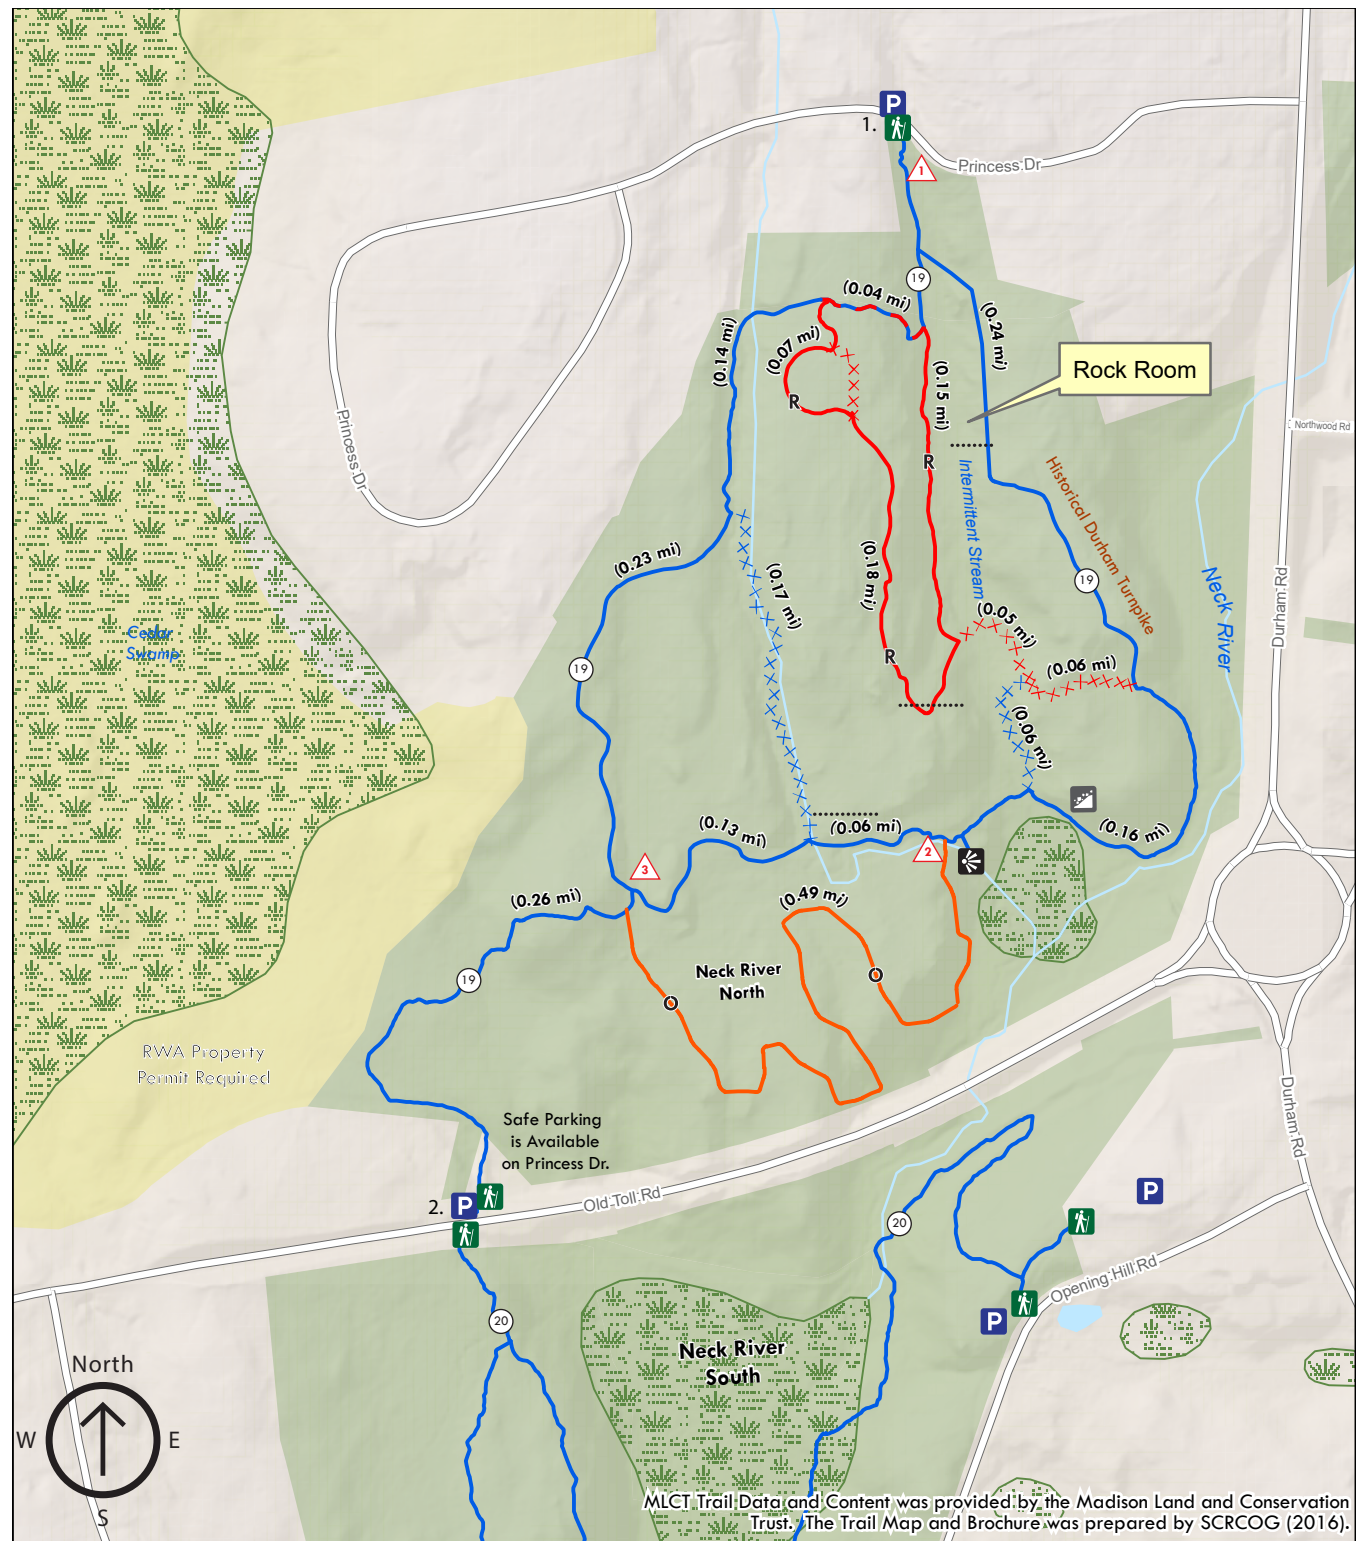 P
1.
1
Princess Dr
19
(0.04 mi)
(0.24 mi)
(0.14 mi)
(0.07 mi)
(0.15 mi)
Rock Room
R
Princess Dr
Northwood Rd
R
Intermittent Stream
Historical Durham Turnpike
(0.23 mi)
(0.18 mi)
(0.17 mi)
19
Neck River
Durham Rd
(0.05 mi)
Cedar
Swamp
19
R
(0.06 mi)
(0.06 mi)
(0.13 mi)
(0.06 mi)
(0.16 mi)
2
3
(0.26 mi)
(0.49 mi)
Neck River
North
19
O
O
RWA Property
Permit Required
Safe Parking
is Available
on Princess Dr.
Durham Rd
2.
P
Old Toll Rd
P
20
Opening Hill Rd
P
20
Neck River
South
North
W
E
S
MLCT Trail Data and Content was provided by the Madison Land and Conservation
Trust. The Trail Map and Brochure was prepared by SCRCOG (2016).